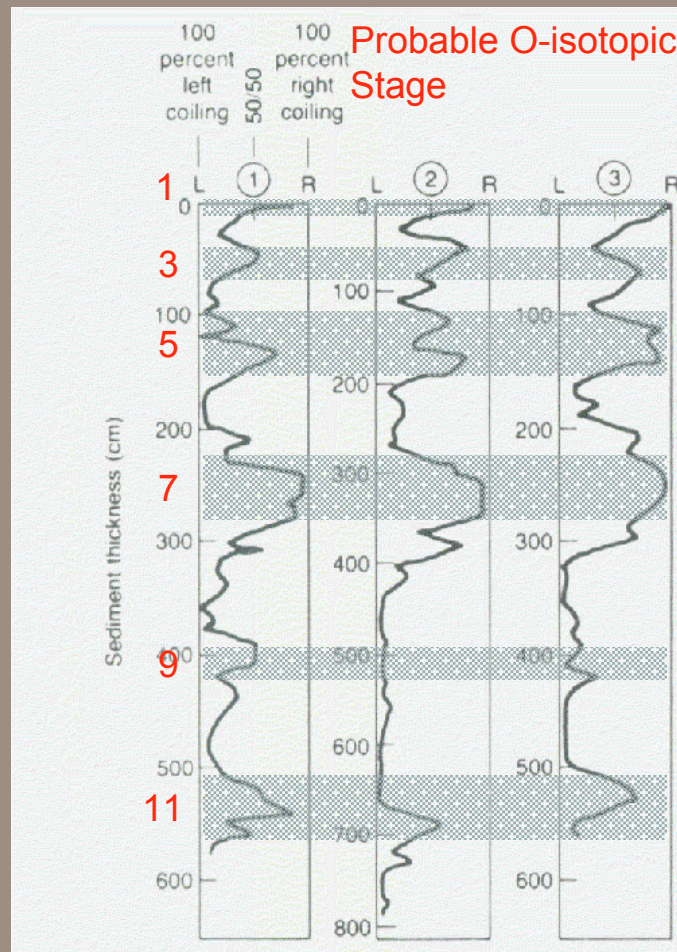 100
percent
left
coiling
50/50
100
percent
right
coiling
Probable O-isotopic
Stage
L 1 R
L 2 R
L 3 R
1
3
5
7
9
11
Sediment thickness (cm)
0
100
200
300
400
500
600
0
100
200
300
400
500
600
700
800
0
100
200
300
400
500
600